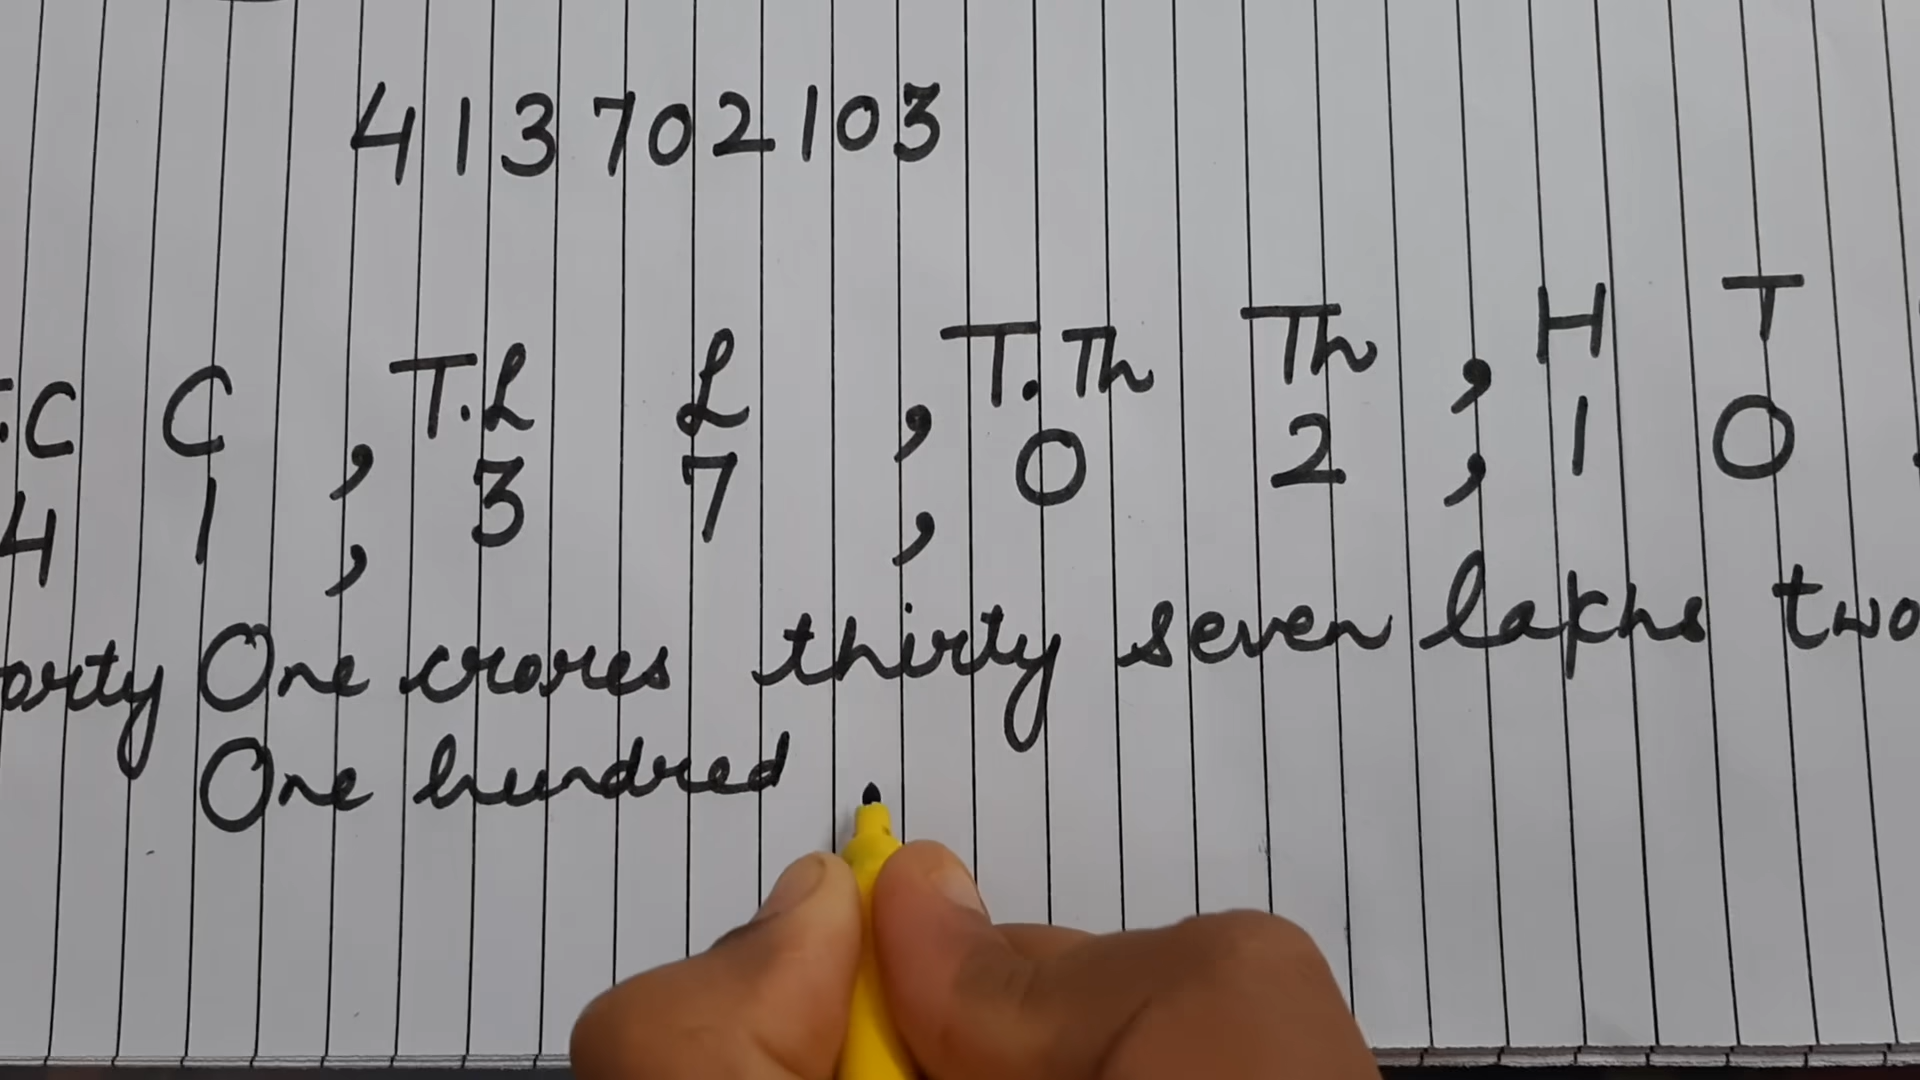 413702103
.C C , T.L L , T.Th Th , H T
4 1 , 3 7 , 0 2 , 1 0
orty One crores thirty seven lakhs two
One hundred